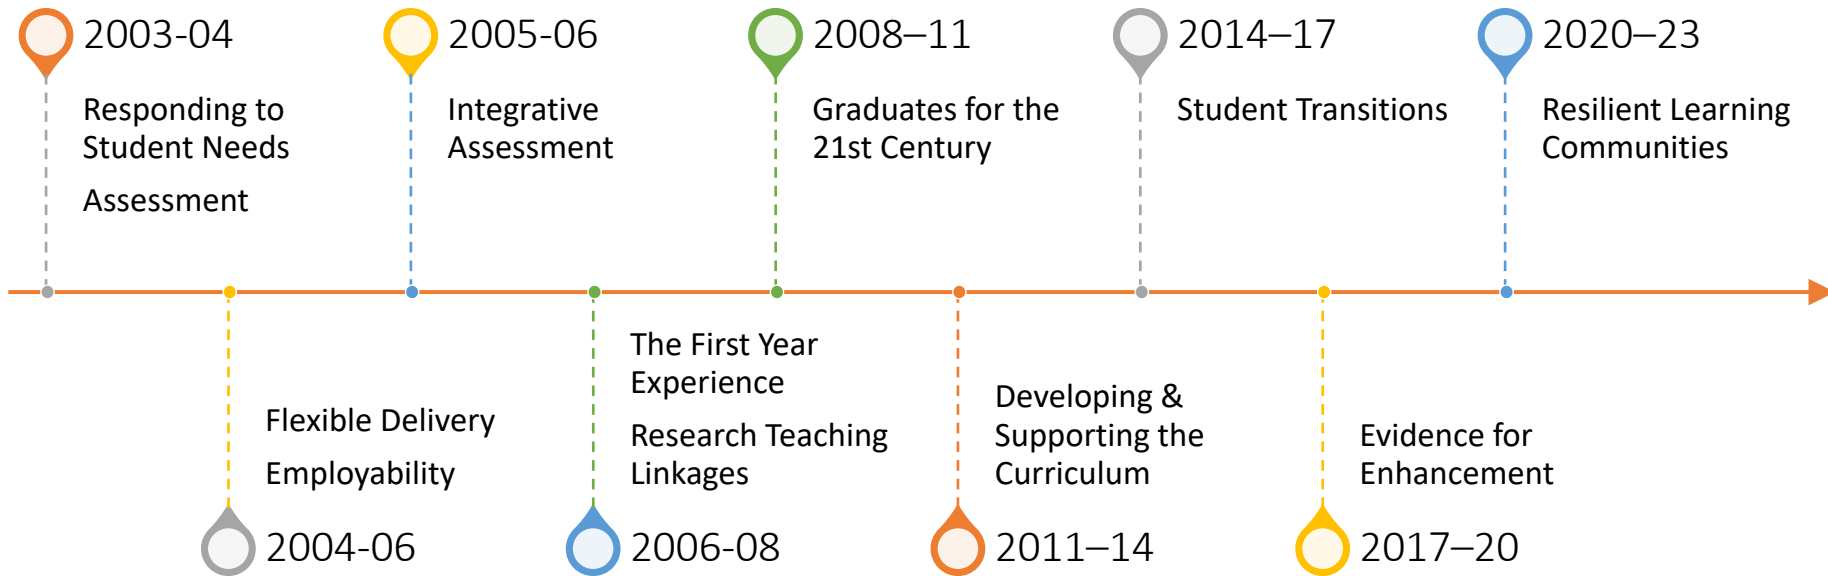 2003-04
Responding to
Student Needs
Assessment
2005-06
Integrative
Assessment
2008–11
Graduates for the
21st Century
2014–17
Student Transitions
2020–23
Resilient Learning
Communities
Flexible Delivery
Employability
2004-06
The First Year
Experience
Research Teaching
Linkages
2006-08
Developing &
Supporting the
Curriculum
2011–14
Evidence for
Enhancement
2017–20